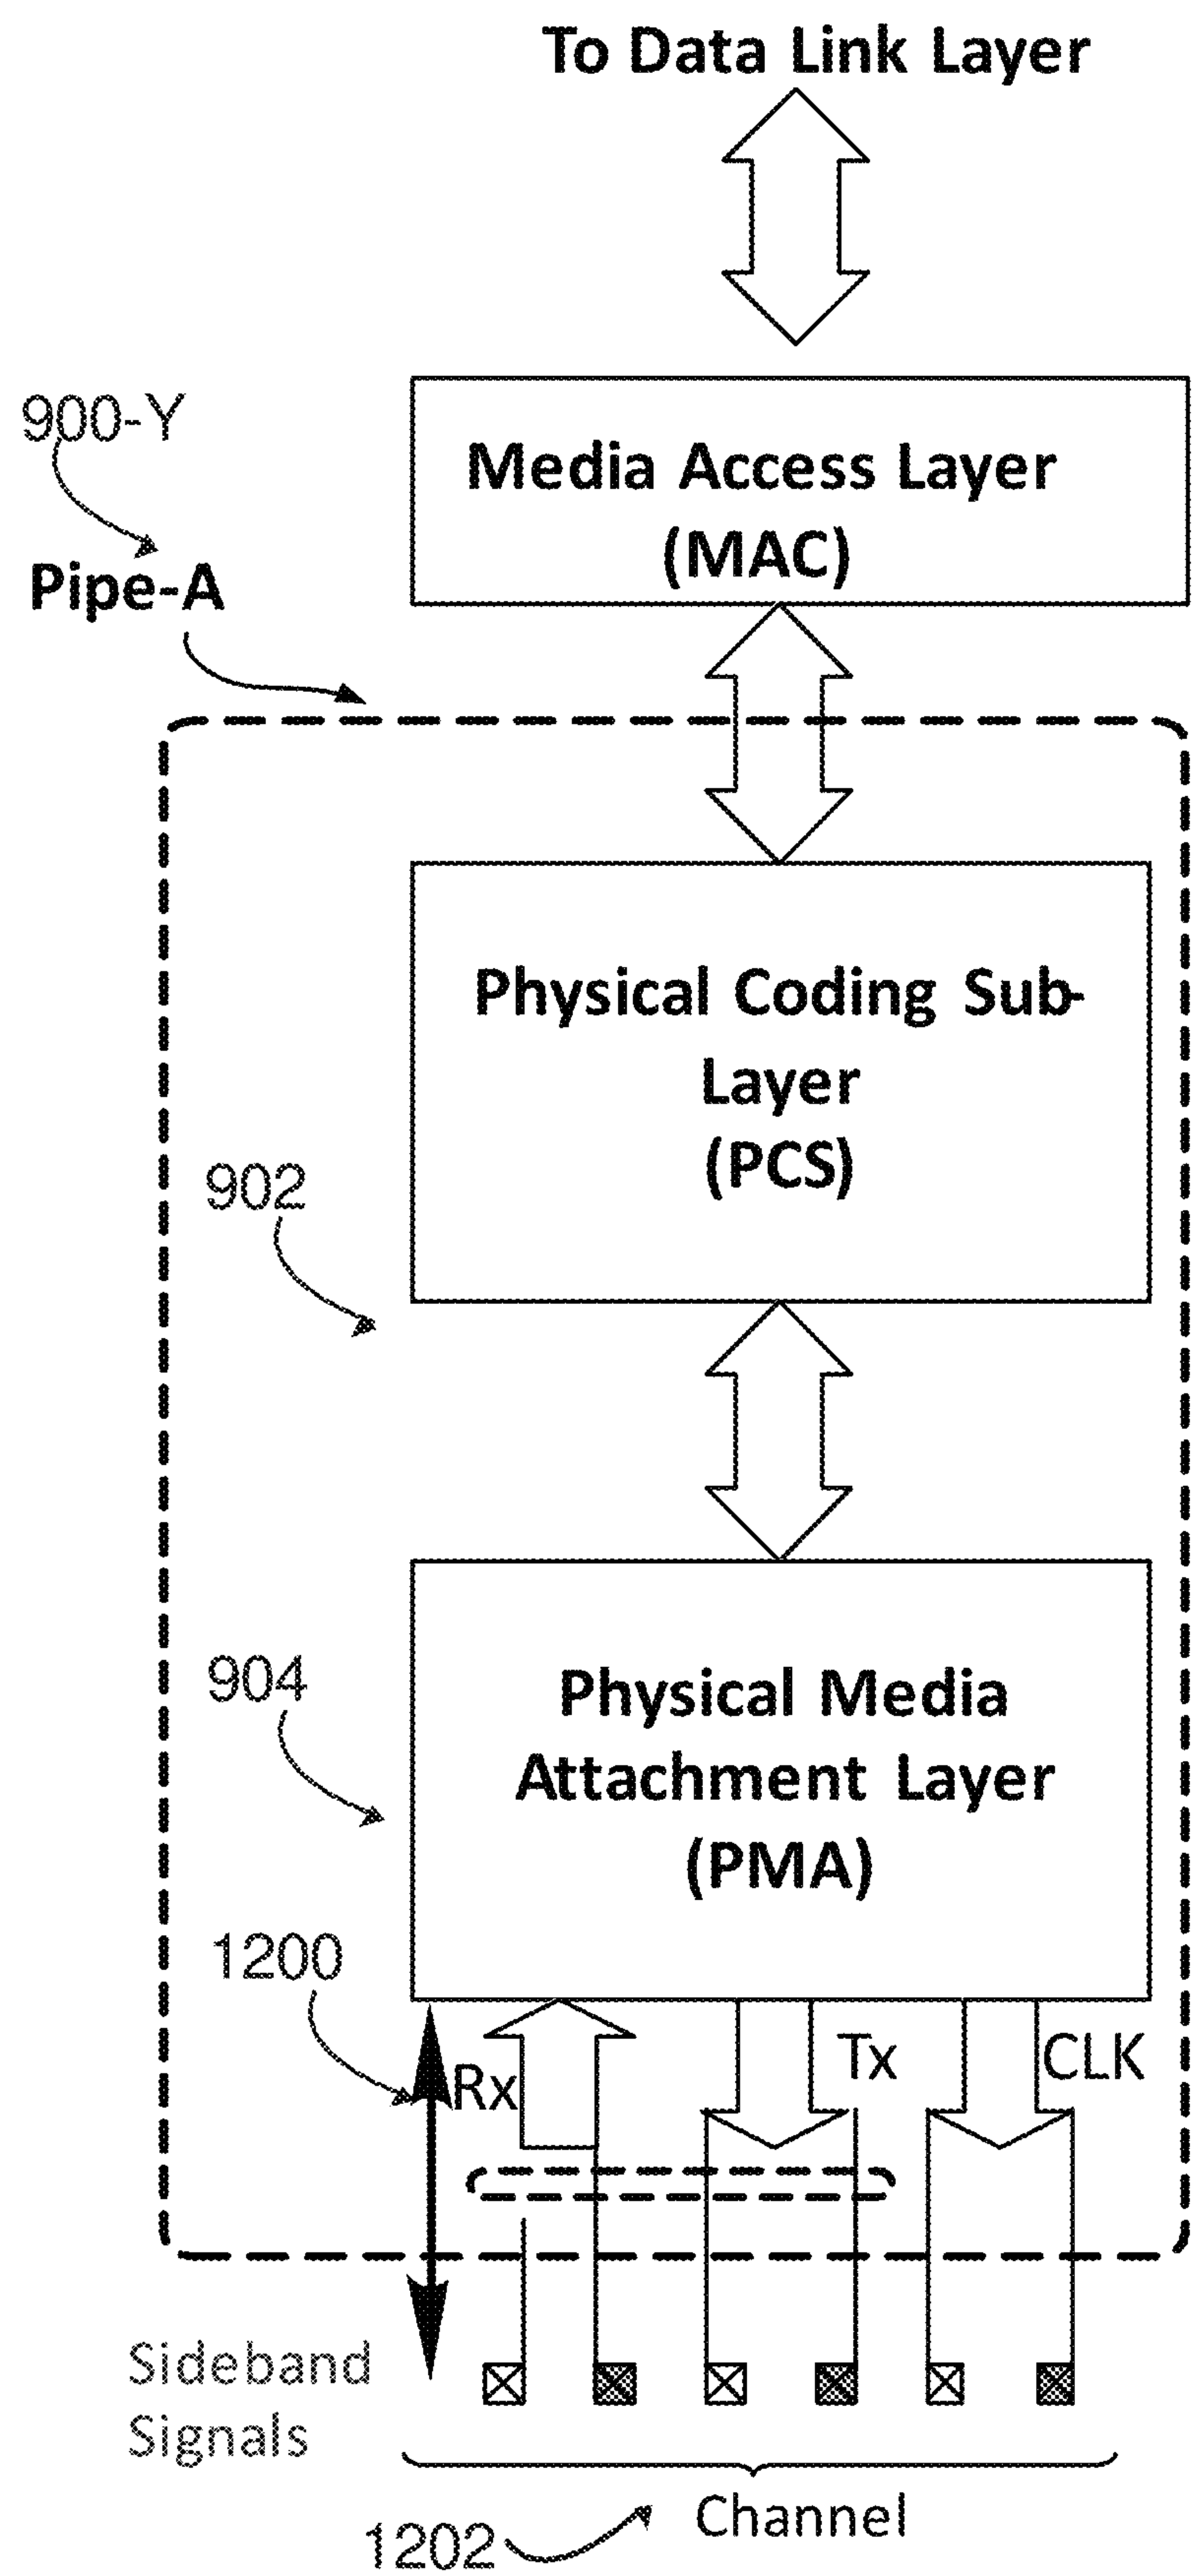 To Data Link Layer
900-Y
Media Access Layer
(MAC)
Pipe-A
Physical Coding Sub-
Layer
(PCS)
902
904
Physical Media
Attachment Layer
(PMA)
1200
Rx
Tx
CLK
Sideband
Signals
Channel
1202